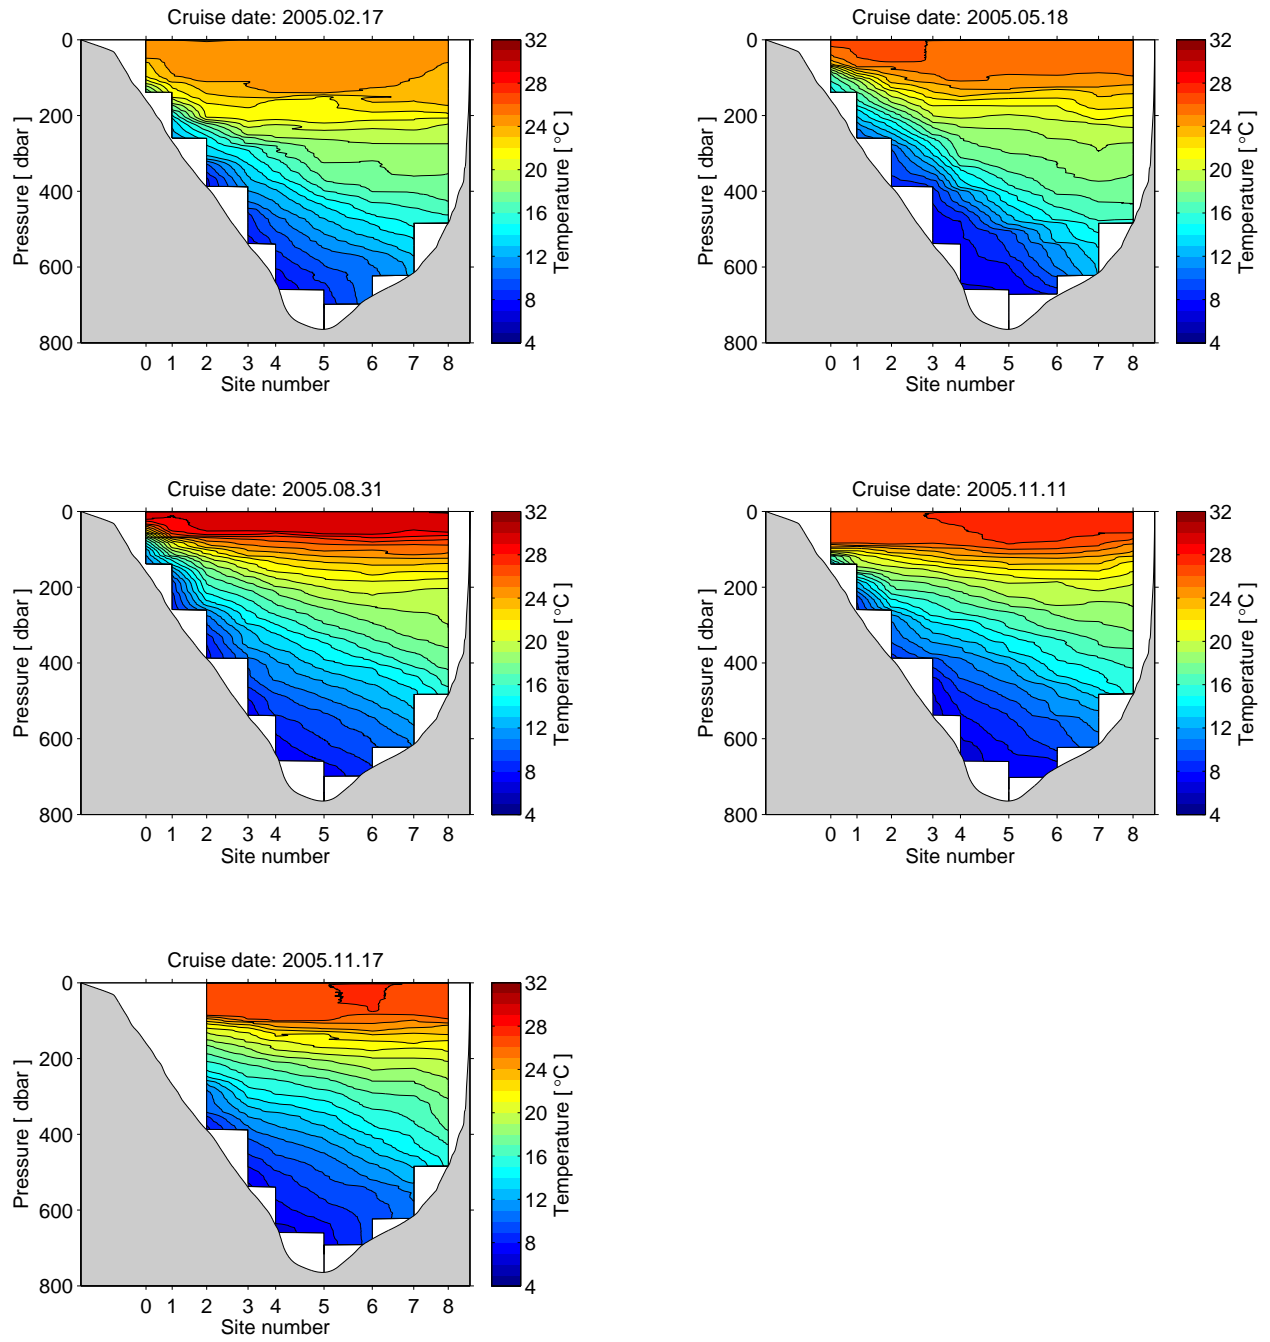 Cruise date: 2005.02.17
0
200
400
600
800
Pressure [ dbar ]
0 1 2 3 4 5 6 7 8
Site number
32
28
24
20
16
12
8
4
Temperature [ °C ]
Cruise date: 2005.05.18
0
200
400
600
800
Pressure [ dbar ]
0 1 2 3 4 5 6 7 8
Site number
32
28
24
20
16
12
8
4
Temperature [ °C ]
Cruise date: 2005.08.31
0
200
400
600
800
Pressure [ dbar ]
0 1 2 3 4 5 6 7 8
Site number
32
28
24
20
16
12
8
4
Temperature [ °C ]
Cruise date: 2005.11.11
0
200
400
600
800
Pressure [ dbar ]
0 1 2 3 4 5 6 7 8
Site number
32
28
24
20
16
12
8
4
Temperature [ °C ]
Cruise date: 2005.11.17
0
200
400
600
800
Pressure [ dbar ]
0 1 2 3 4 5 6 7 8
Site number
32
28
24
20
16
12
8
4
Temperature [ °C ]